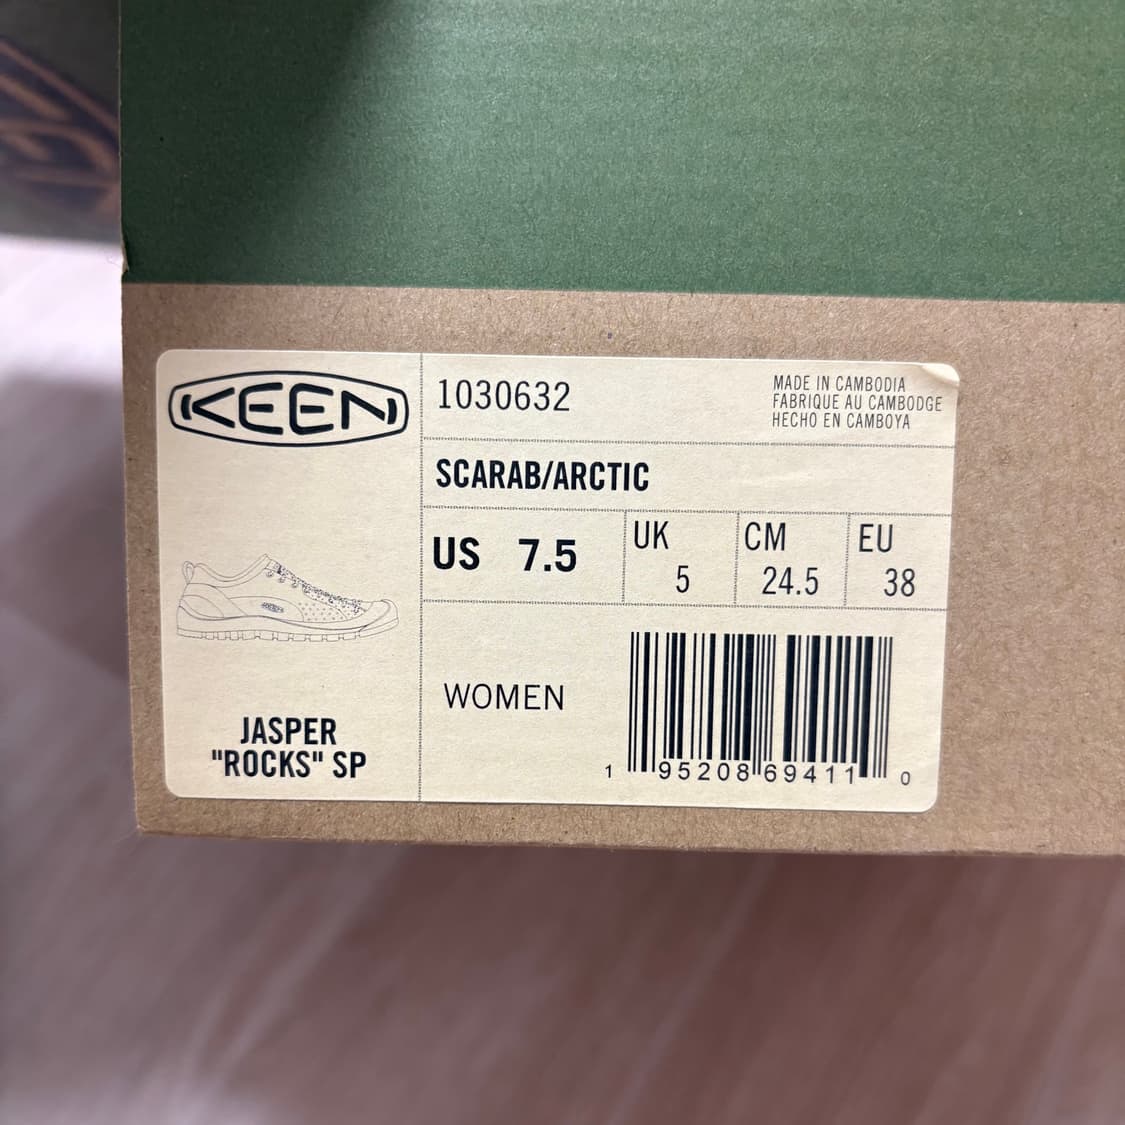 KEEN
1030632
MADE IN CAMBODIA
FABRIQUE AU CAMBODGE
HECHO EN CAMBOYA
SCARAB/ARCTIC
US 7.5
UK 5
CM 24.5
EU 38
KEEN
JASPER
"ROCKS" SP
WOMEN
1 95208 69411 0